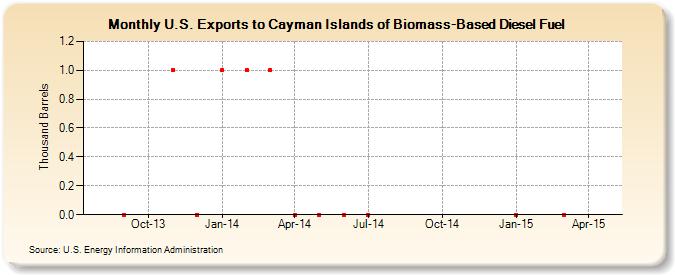 Monthly U.S. Exports to Cayman Islands of Biomass-Based Diesel Fuel
Thousand Barrels
1.2
1.0
0.8
0.6
0.4
0.2
0.0
Oct-13 Jan-14 Apr-14 Jul-14 Oct-14 Jan-15 Apr-15
Source: U.S. Energy Information Administration